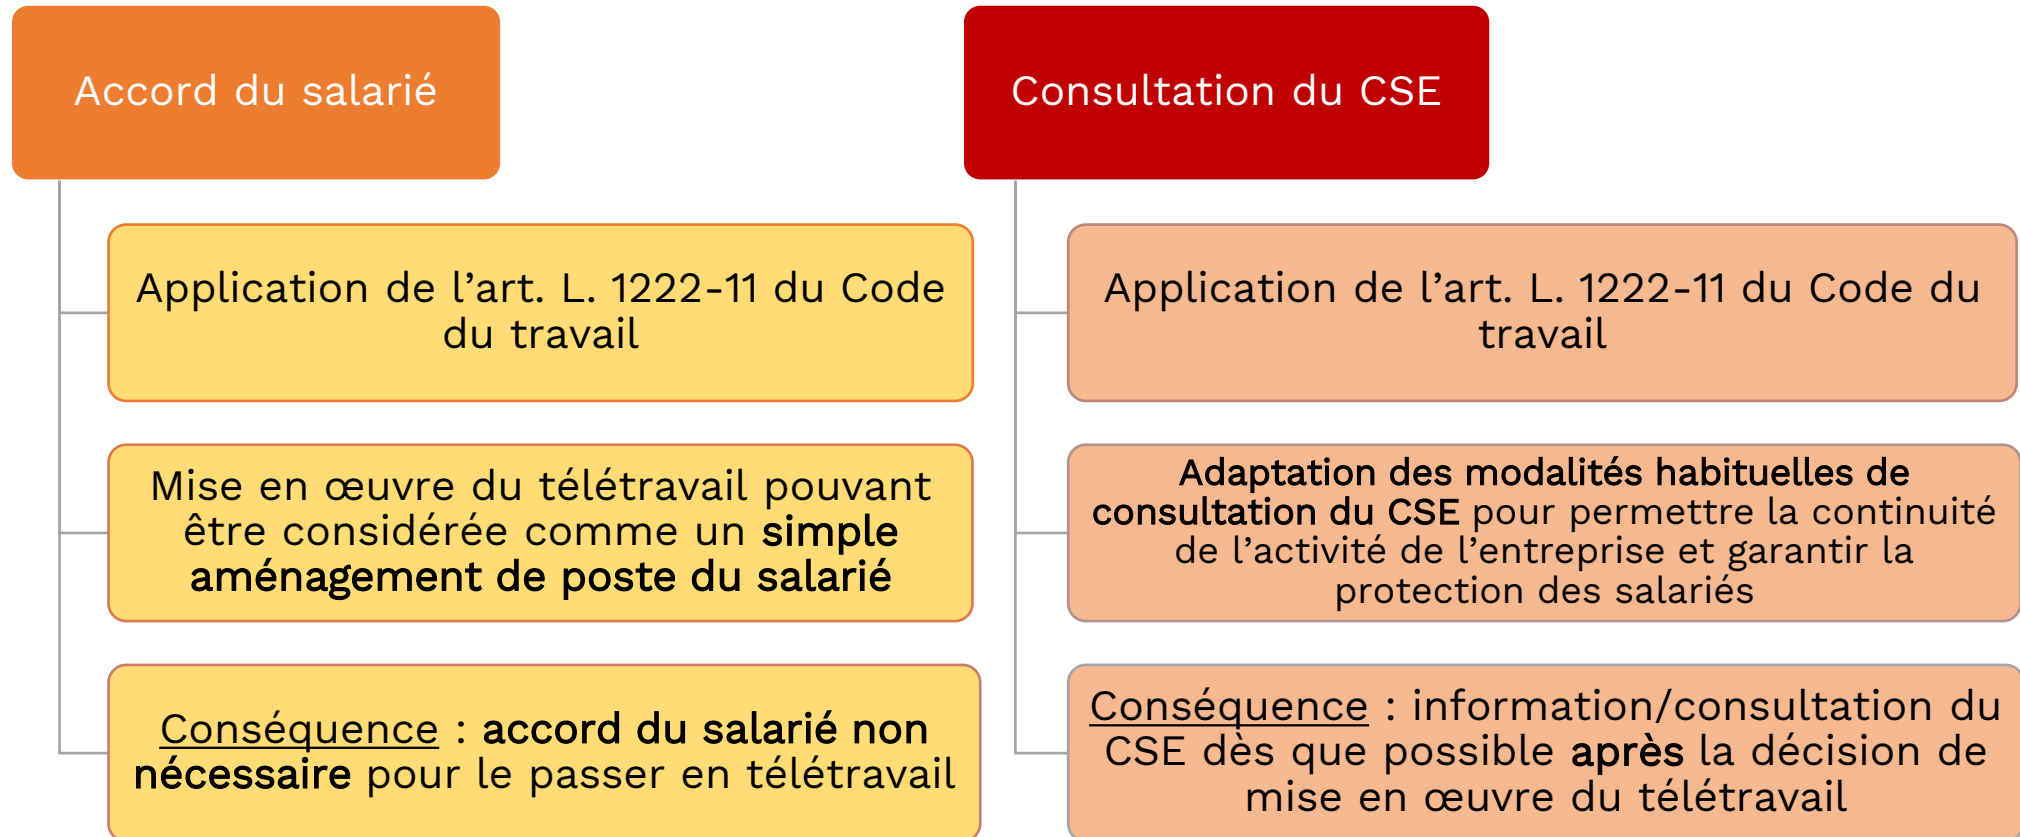 Accord du salarié
Application de l’art. L. 1222-11 du Code
du travail
Mise en œuvre du télétravail pouvant
être considérée comme un simple
aménagement de poste du salarié
Conséquence : accord du salarié non
nécessaire pour le passer en télétravail
Consultation du CSE
Application de l’art. L. 1222-11 du Code du
travail
Adaptation des modalités habituelles de
consultation du CSE pour permettre la continuité
de l’activité de l’entreprise et garantir la
protection des salariés
Conséquence : information/consultation du
CSE dès que possible après la décision de
mise en œuvre du télétravail